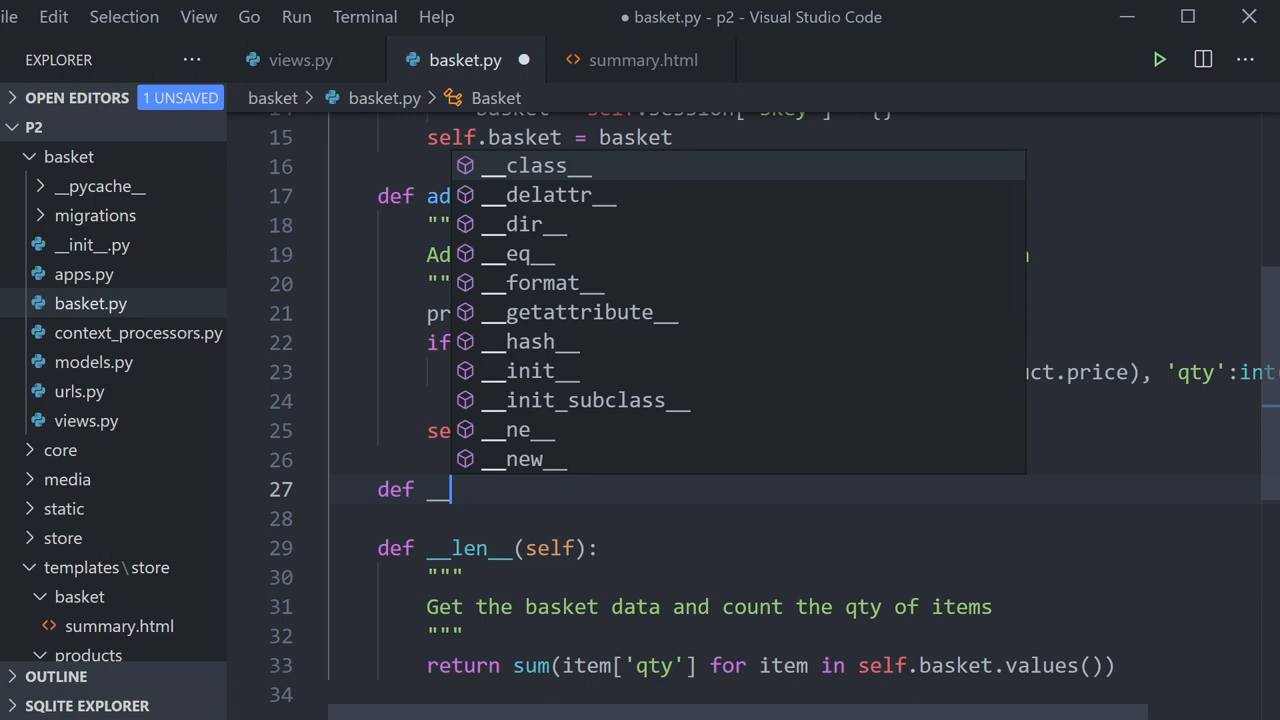 ile Edit Selection View Go Run Terminal Help ● basket.py - p2 - Visual Studio Code
EXPLORER ··· views.py basket.py summary.html ···
OPEN EDITORS 1 UNSAVED
basket > basket.py > Basket
P2
basket
__pycache__
migrations
__init__.py
apps.py
basket.py
context_processors.py
models.py
urls.py
views.py
core
media
static
store
templates\store
basket
summary.html
products
OUTLINE
SQLITE EXPLORER
15 self.basket = basket
16
17 def ad
18 ""
19 Ad
20 ""
21 pr
22 if
23 uct.price), 'qty':int(
24
25 se
26
27 def __
28
29 def __len__(self):
30 """
31 Get the basket data and count the qty of items
32 """
33 return sum(item['qty'] for item in self.basket.values())
34
__class__
__delattr__
__dir__
__eq__
__format__
__getattribute__
__hash__
__init__
__init_subclass__
__ne__
__new__